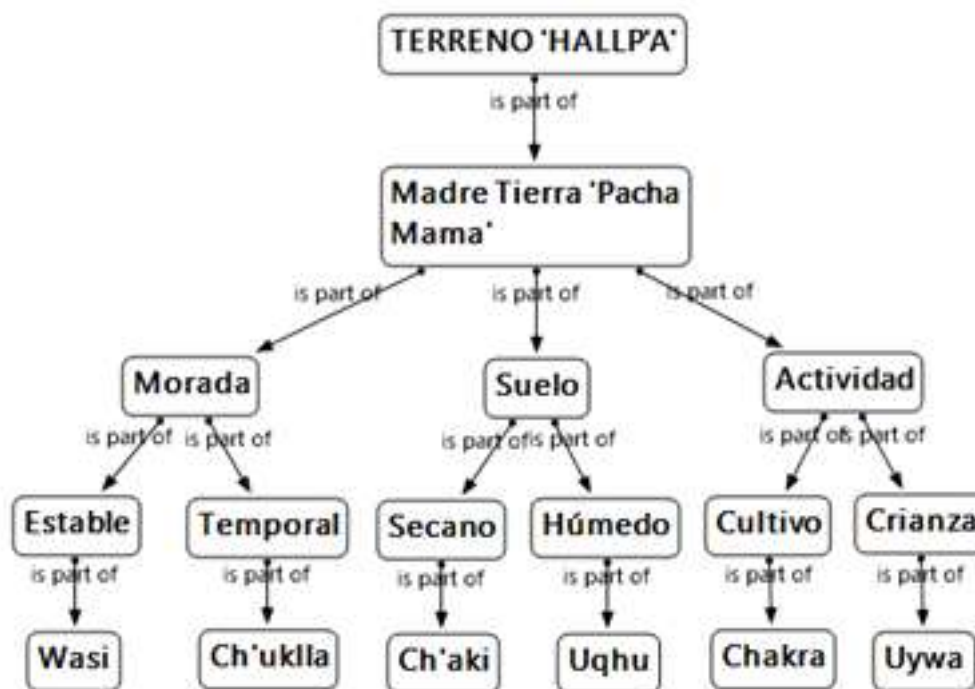 TERRENO 'HALLP'A'
is part of
Madre Tierra 'Pacha
Mama'
is part of is part of is part of
Morada Suelo Actividad
is part of is part of is part of is part of is part of is part of
Estable Temporal Secano Húmedo Cultivo Crianza
is part of is part of is part of is part of is part of is part of
Wasi Ch'uklla Ch'aki Uqhu Chakra Uywa